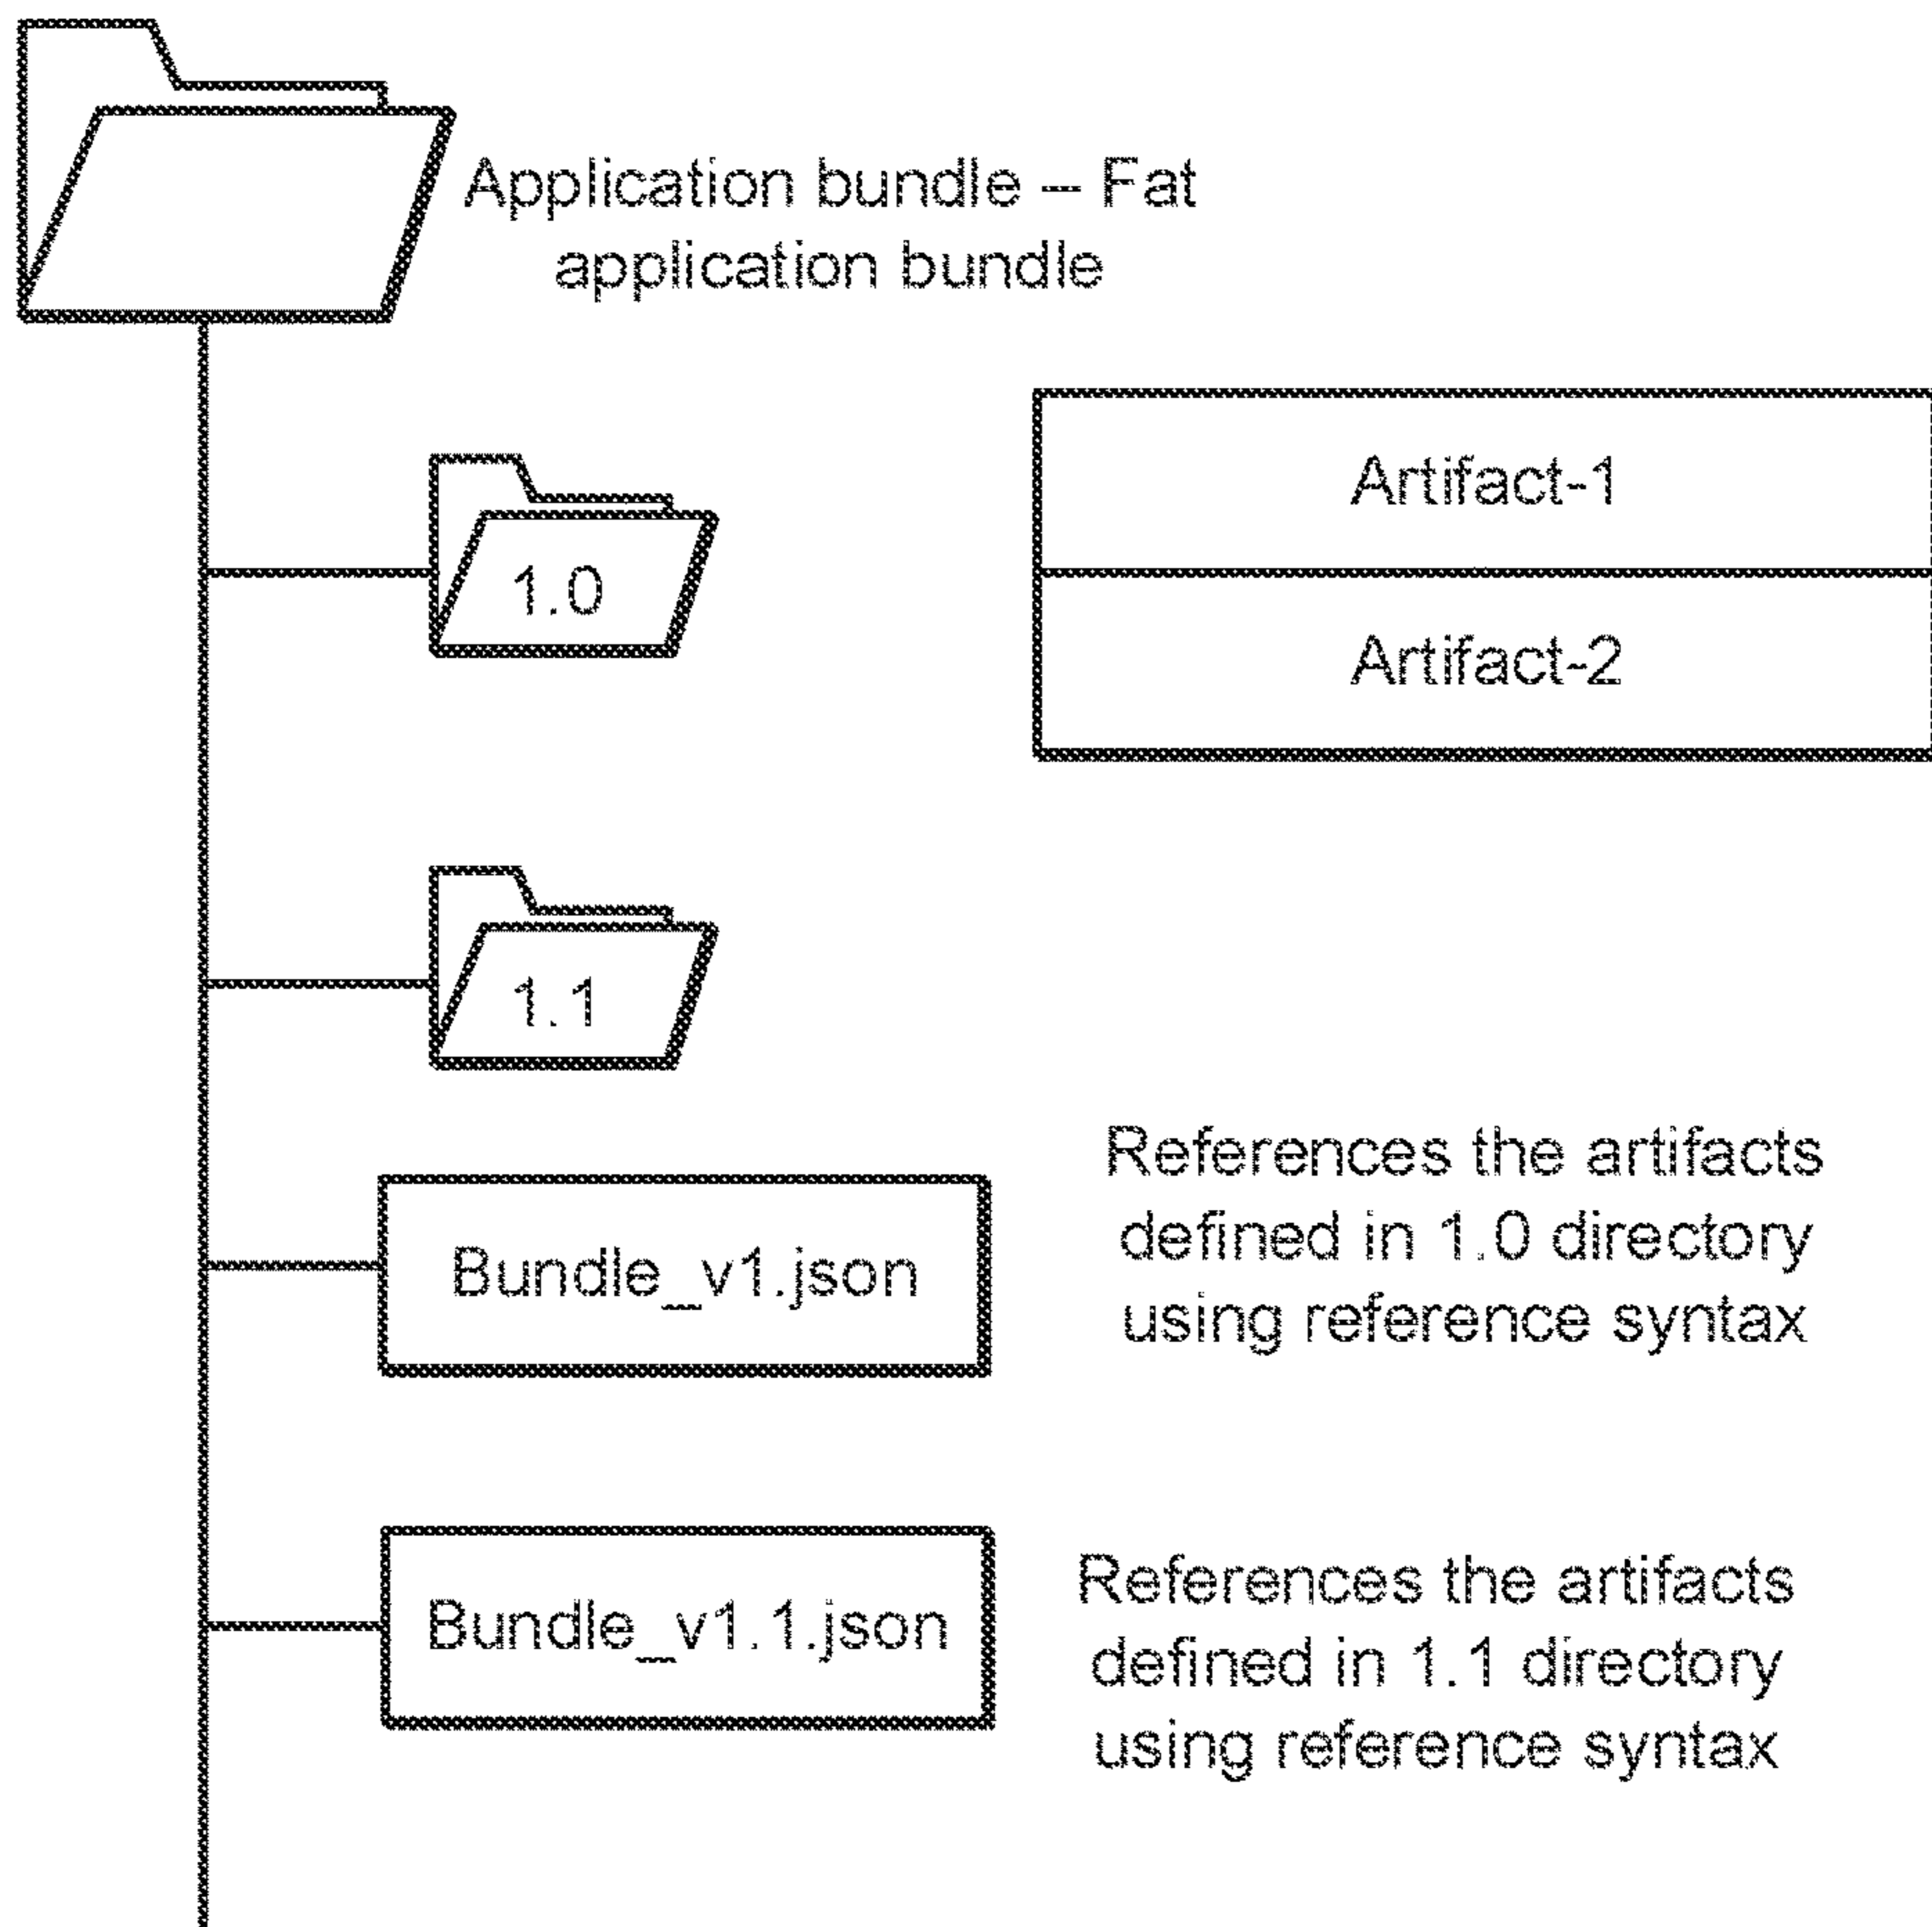 Application bundle – Fat
application bundle
Artifact-1
1.0
Artifact-2
1.1
References the artifacts
defined in 1.0 directory
using reference syntax
Bundle_v1.json
References the artifacts
defined in 1.1 directory
using reference syntax
Bundle_v1.1.json